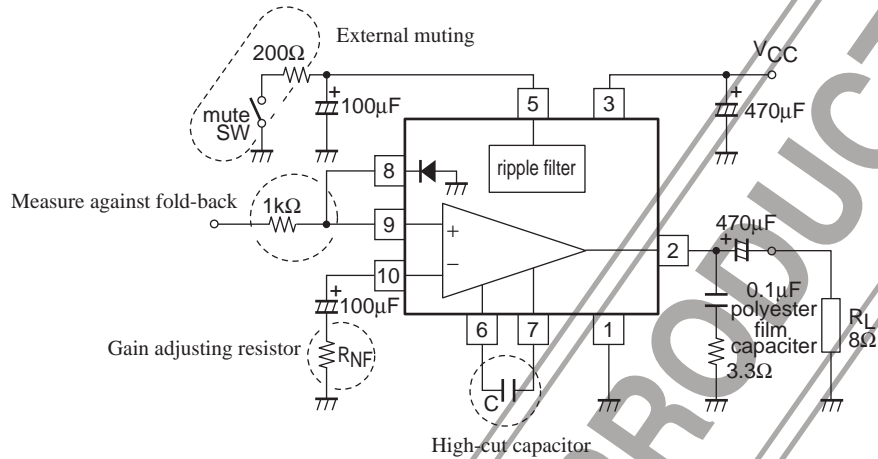 External muting
200Ω
mute
SW
+
100μF
5
3
VCC
+
470μF
ripple filter
8
Measure against fold-back
1kΩ
9
+
−
10
+
100μF
2
470μF
+
0.1μF
polyester
film
capaciter
3.3Ω
RL
8Ω
Gain adjusting resistor
RNF
6
7
1
C
High-cut capacitor
PRODUCT